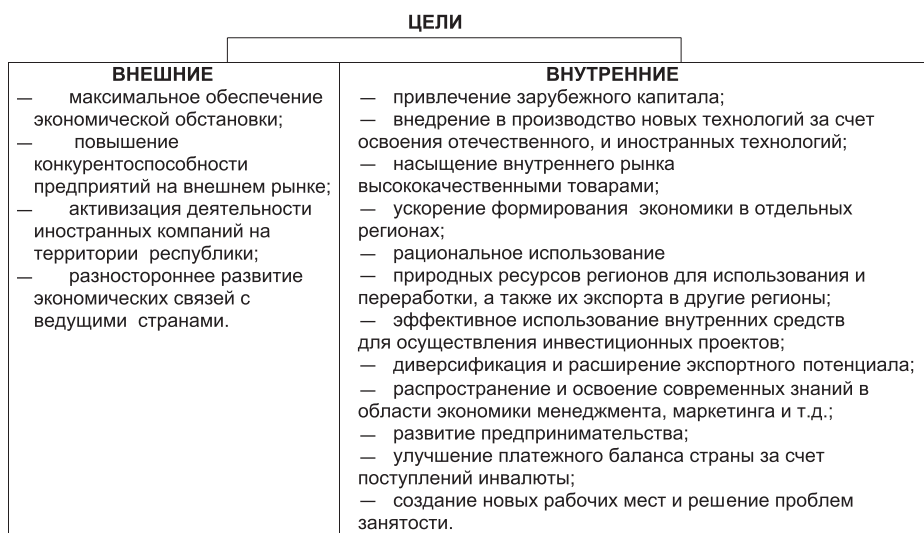 ЦЕЛИ
ВНЕШНИЕ
— максимальное обеспечение
экономической обстановки;
— повышение
конкурентоспособности
предприятий на внешнем рынке;
— активизация деятельности
иностранных компаний на
территории республики;
— разностороннее развитие
экономических связей с
ведущими странами.
ВНУТРЕННИЕ
— привлечение зарубежного капитала;
— внедрение в производство новых технологий за счет
освоения отечественного, и иностранных технологий;
— насыщение внутреннего рынка
высококачественными товарами;
— ускорение формирования экономики в отдельных
регионах;
— рациональное использование
— природных ресурсов регионов для использования и
переработки, а также их экспорта в другие регионы;
— эффективное использование внутренних средств
для осуществления инвестиционных проектов;
— диверсификация и расширение экспортного потенциала;
— распространение и освоение современных знаний в
области экономики менеджмента, маркетинга и т.д.;
— развитие предпринимательства;
— улучшение платежного баланса страны за счет
поступлений инвалюты;
— создание новых рабочих мест и решение проблем
занятости.